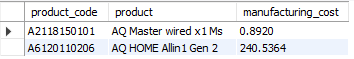 product_code product manufacturing_cost
A2118150101 AQ Master wired x1 Ms 0.8920
A6120110206 AQ HOME Allin1 Gen 2 240.5364